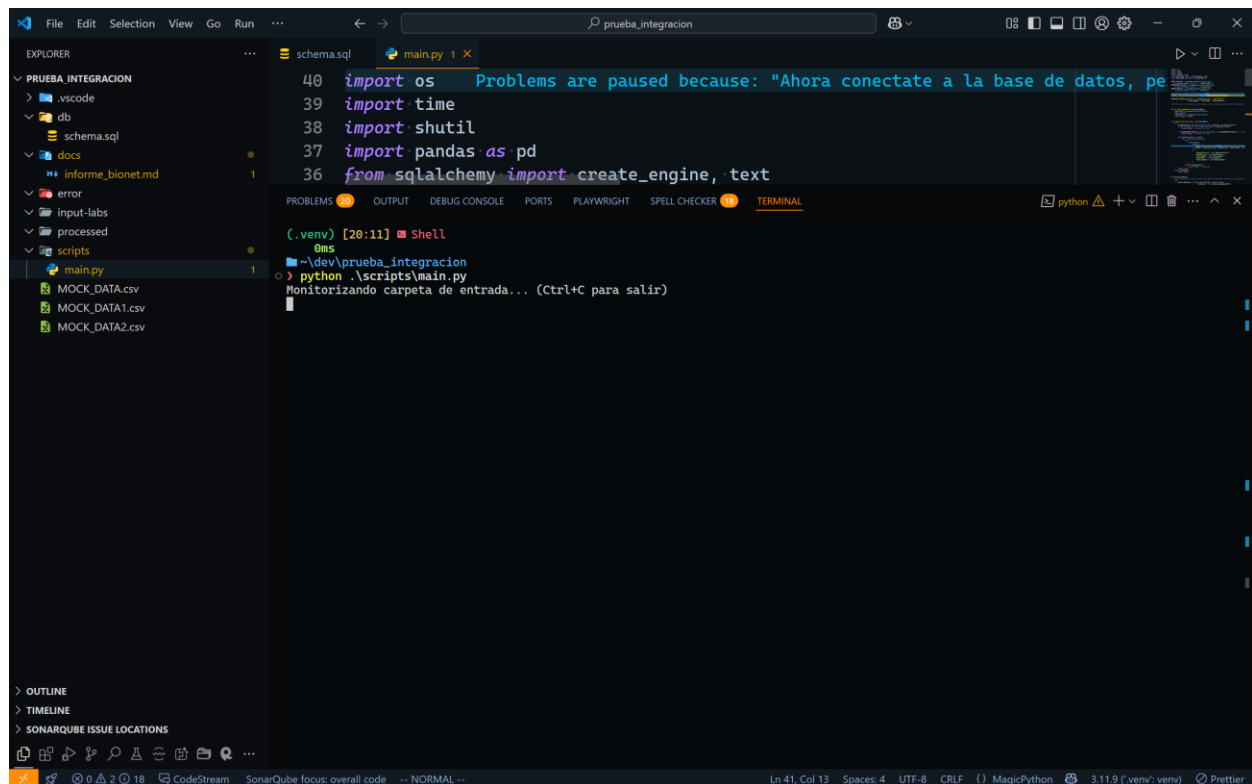 File Edit Selection View Go Run ··· prueba_integracion
EXPLORER ···
PRUEBA_INTEGRACION
.vscode
db
schema.sql
docs
informe_bionet.md 1
error
input-labs
processed
scripts
main.py 1
MOCK_DATA.csv
MOCK_DATA1.csv
MOCK_DATA2.csv
OUTLINE
TIMELINE
SONARQUBE ISSUE LOCATIONS
schema.sql main.py 1
40 import os Problems are paused because: "Ahora conectate a la base de datos, pe
39 import time
38 import shutil
37 import pandas as pd
36 from sqlalchemy import create_engine, text
PROBLEMS 20 OUTPUT DEBUG CONSOLE PORTS PLAYWRIGHT SPELL CHECKER 18 TERMINAL python
(.venv) [20:11] Shell
0ms
~\dev\prueba_integracion
❯ python .\scripts\main.py
Monitorizando carpeta de entrada... (Ctrl+C para salir)
0 2 18 CodeStream SonarQube focus: overall code -- NORMAL -- Ln 41, Col 13 Spaces: 4 UTF-8 CRLF {} MagicPython 3.11.9 ('.venv': venv) Prettier